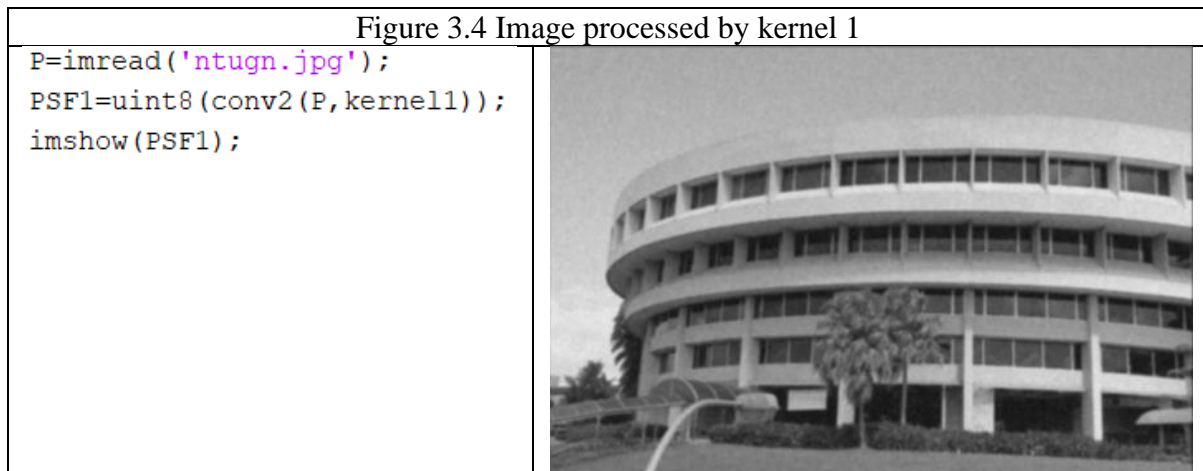 Figure 3.4 Image processed by kernel 1
P=imread('ntugn.jpg');
PSF1=uint8(conv2(P,kernel1));
imshow(PSF1);